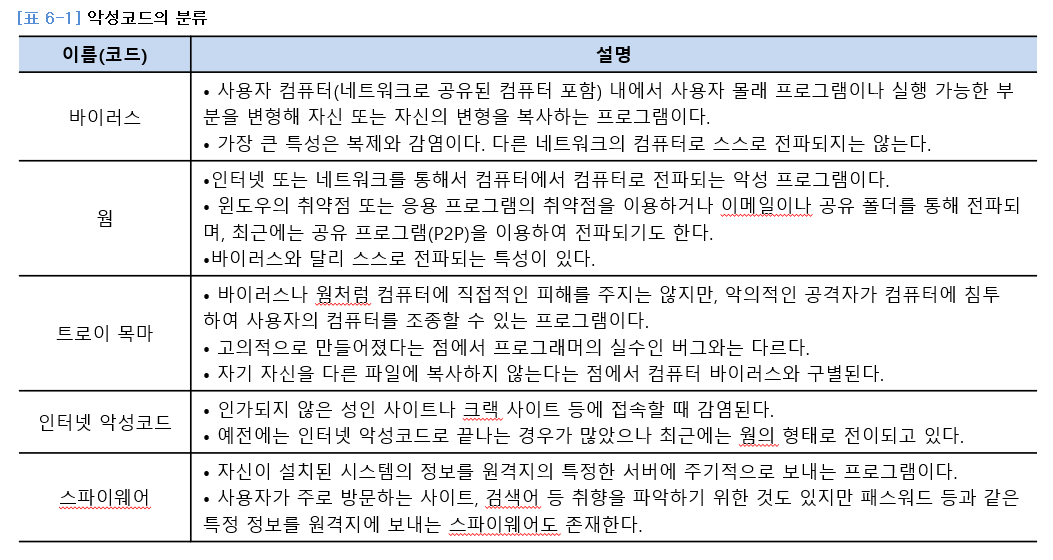 [표 6-1] 악성코드의 분류
이름(코드)
설명
바이러스
• 사용자 컴퓨터(네트워크로 공유된 컴퓨터 포함) 내에서 사용자 몰래 프로그램이나 실행 가능한 부
분을 변형해 자신 또는 자신의 변형을 복사하는 프로그램이다.
• 가장 큰 특성은 복제와 감염이다. 다른 네트워크의 컴퓨터로 스스로 전파되지는 않는다.
웜
•인터넷 또는 네트워크를 통해서 컴퓨터에서 컴퓨터로 전파되는 악성 프로그램이다.
• 윈도우의 취약점 또는 응용 프로그램의 취약점을 이용하거나 이메일이나 공유 폴더를 통해 전파되
며, 최근에는 공유 프로그램(P2P)을 이용하여 전파되기도 한다.
•바이러스와 달리 스스로 전파되는 특성이 있다.
트로이 목마
• 바이러스나 웜처럼 컴퓨터에 직접적인 피해를 주지는 않지만, 악의적인 공격자가 컴퓨터에 침투
하여 사용자의 컴퓨터를 조종할 수 있는 프로그램이다.
• 고의적으로 만들어졌다는 점에서 프로그래머의 실수인 버그와는 다르다.
• 자기 자신을 다른 파일에 복사하지 않는다는 점에서 컴퓨터 바이러스와 구별된다.
인터넷 악성코드
• 인가되지 않은 성인 사이트나 크랙 사이트 등에 접속할 때 감염된다.
• 예전에는 인터넷 악성코드로 끝나는 경우가 많았으나 최근에는 웜의 형태로 전이되고 있다.
스파이웨어
• 자신이 설치된 시스템의 정보를 원격지의 특정한 서버에 주기적으로 보내는 프로그램이다.
• 사용자가 주로 방문하는 사이트, 검색어 등 취향을 파악하기 위한 것도 있지만 패스워드 등과 같은
특정 정보를 원격지에 보내는 스파이웨어도 존재한다.